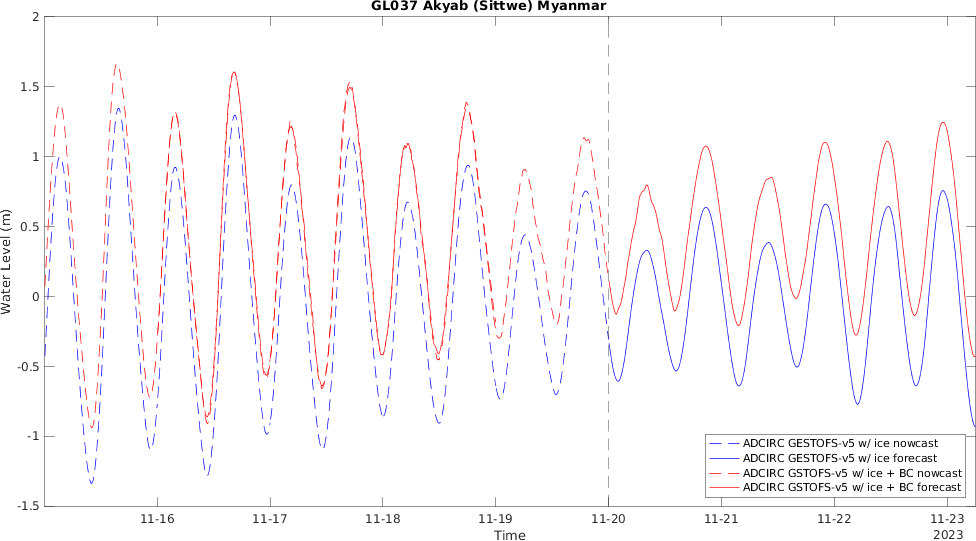 GL037 Akyab (Sittwe) Myanmar
2
1.5
1
0.5
0
-0.5
-1
-1.5
Water Level (m)
11-16 11-17 11-18 11-19 11-20 11-21 11-22 11-23
2023
Time
ADCIRC GESTOFS-v5 w/ ice nowcast
ADCIRC GESTOFS-v5 w/ ice forecast
ADCIRC GSTOFS-v5 w/ ice + BC nowcast
ADCIRC GSTOFS-v5 w/ ice + BC forecast